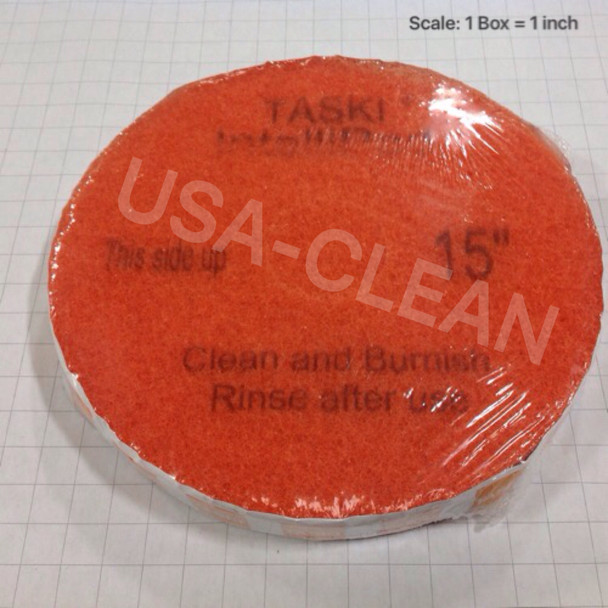 Scale: 1 Box = 1 inch
TASKI
This side up
15"
USA-CLEAN
Clean and Burnish
Rinse after use